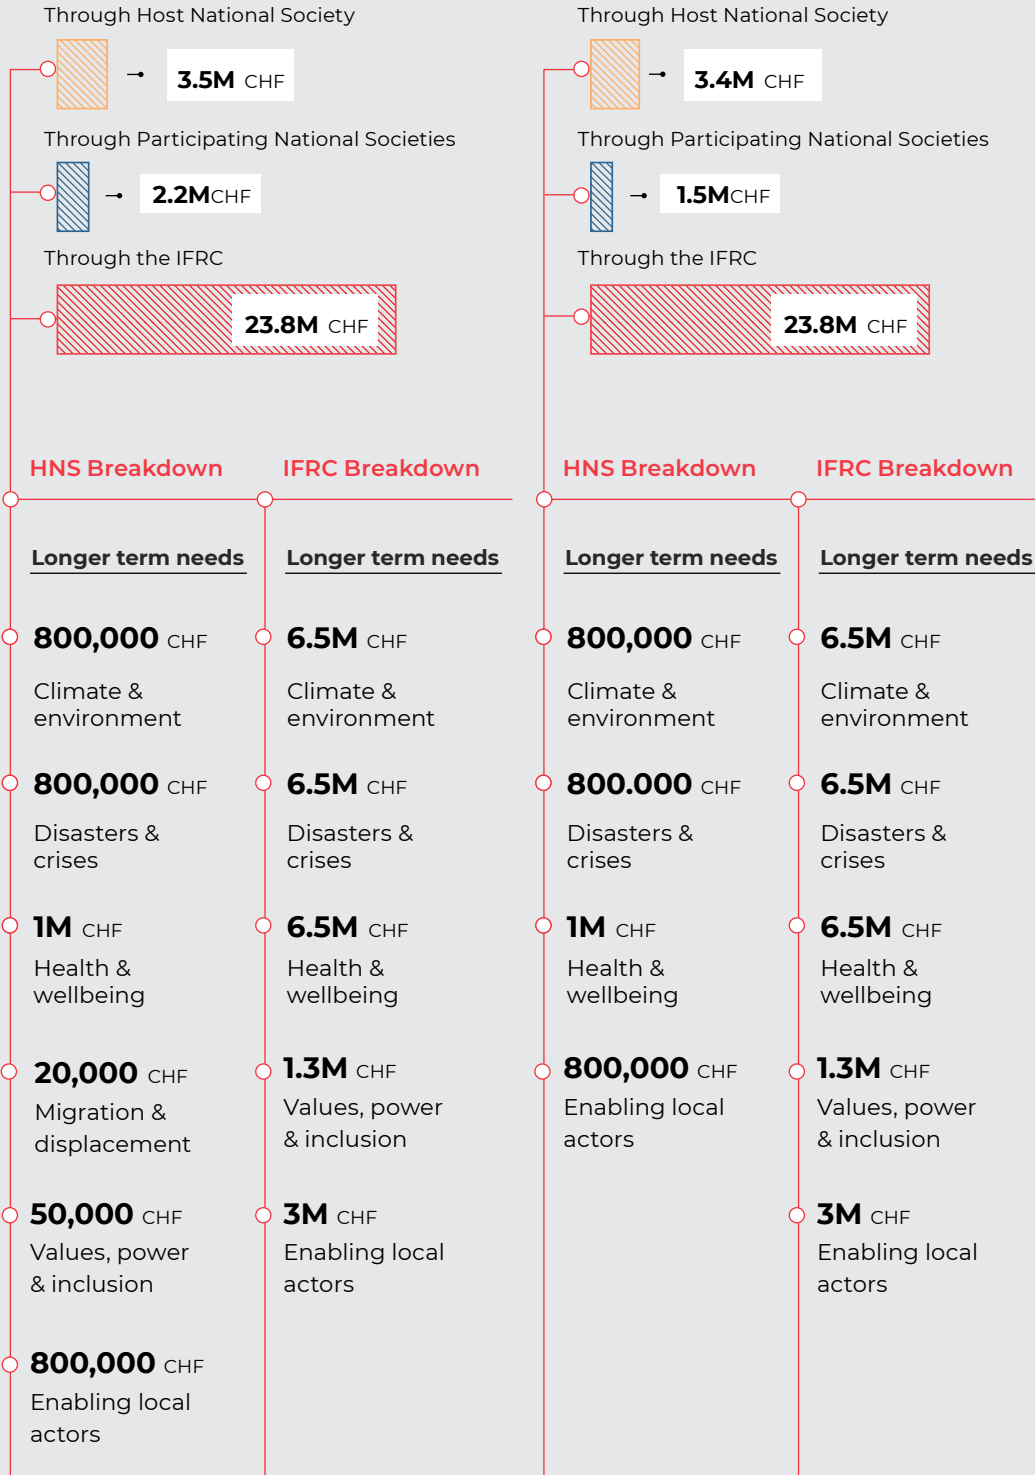 Through Host National Society
3.5M CHF
Through Participating National Societies
2.2MCHF
Through the IFRC
23.8M CHF
HNS Breakdown
Longer term needs
800,000 CHF
Climate &
environment
800,000 CHF
Disasters &
crises
1M CHF
Health &
wellbeing
20,000 CHF
Migration &
displacement
50,000 CHF
Values, power
& inclusion
800,000 CHF
Enabling local
actors
IFRC Breakdown
Longer term needs
6.5M CHF
Climate &
environment
6.5M CHF
Disasters &
crises
6.5M CHF
Health &
wellbeing
1.3M CHF
Values, power
& inclusion
3M CHF
Enabling local
actors
Through Host National Society
3.4M CHF
Through Participating National Societies
1.5MCHF
Through the IFRC
23.8M CHF
HNS Breakdown
Longer term needs
800,000 CHF
Climate &
environment
800.000 CHF
Disasters &
crises
1M CHF
Health &
wellbeing
800,000 CHF
Enabling local
actors
IFRC Breakdown
Longer term needs
6.5M CHF
Climate &
environment
6.5M CHF
Disasters &
crises
6.5M CHF
Health &
wellbeing
1.3M CHF
Values, power
& inclusion
3M CHF
Enabling local
actors